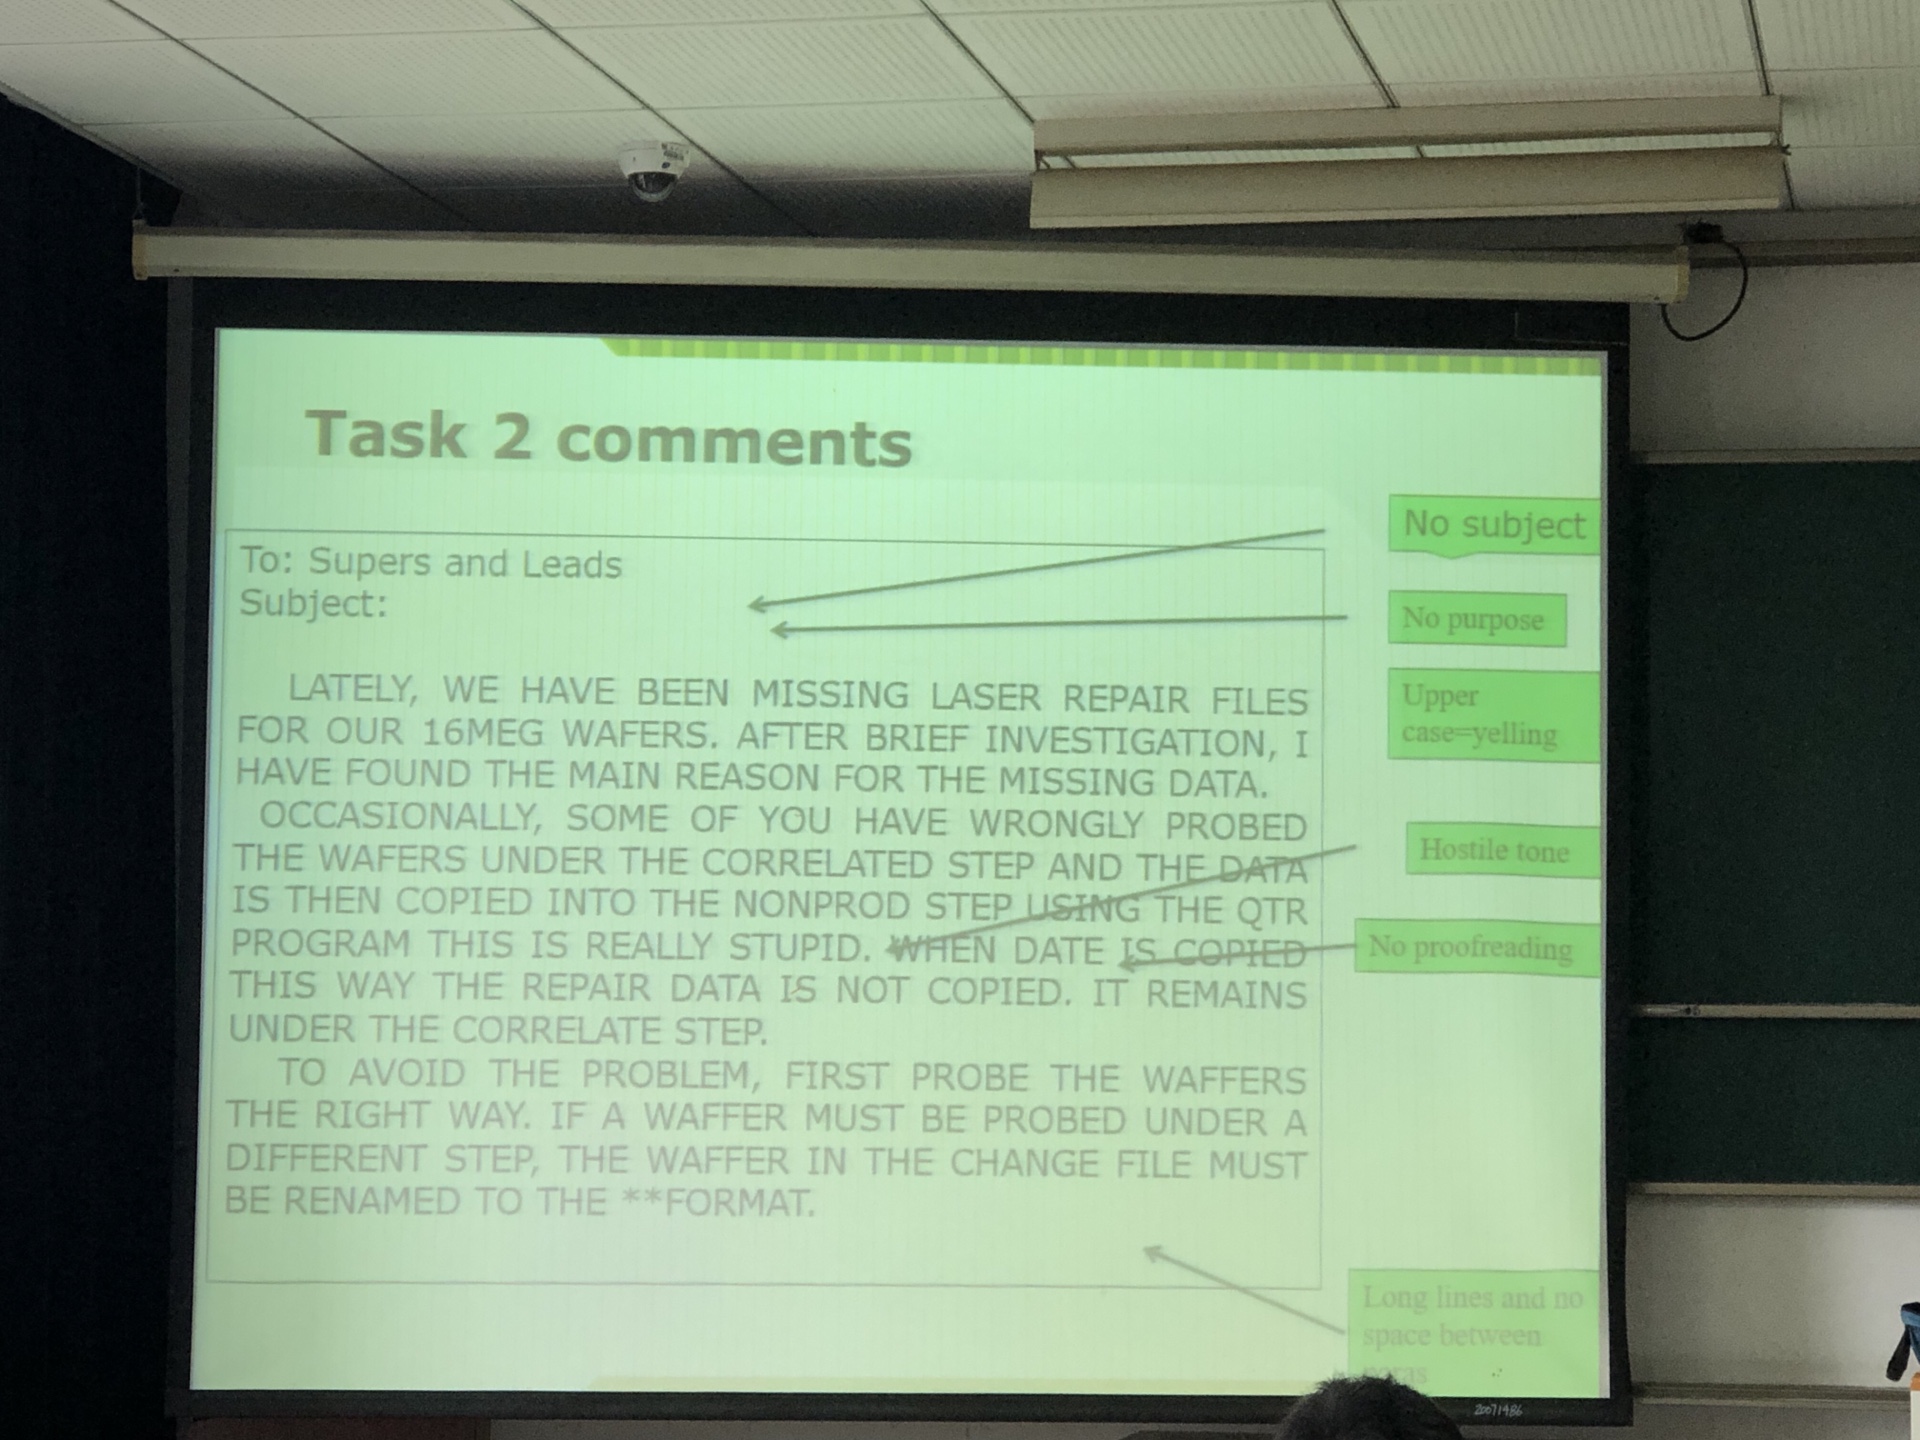 Task 2 comments
To: Supers and Leads
Subject:
LATELY, WE HAVE BEEN MISSING LASER REPAIR FILES
FOR OUR 16MEG WAFERS. AFTER BRIEF INVESTIGATION, I
HAVE FOUND THE MAIN REASON FOR THE MISSING DATA.
OCCASIONALLY, SOME OF YOU HAVE WRONGLY PROBED
THE WAFERS UNDER THE CORRELATED STEP AND THE DATA
IS THEN COPIED INTO THE NONPROD STEP USING THE QTR
PROGRAM THIS IS REALLY STUPID. WHEN DATE IS COPIED
THIS WAY THE REPAIR DATA IS NOT COPIED. IT REMAINS
UNDER THE CORRELATE STEP.
TO AVOID THE PROBLEM, FIRST PROBE THE WAFFERS
THE RIGHT WAY. IF A WAFFER MUST BE PROBED UNDER A
DIFFERENT STEP, THE WAFFER IN THE CHANGE FILE MUST
BE RENAMED TO THE **FORMAT.
No subject
No purpose
Upper
case=yelling
Hostile tone
No proofreading
Long lines and no
space between
paras
20071486